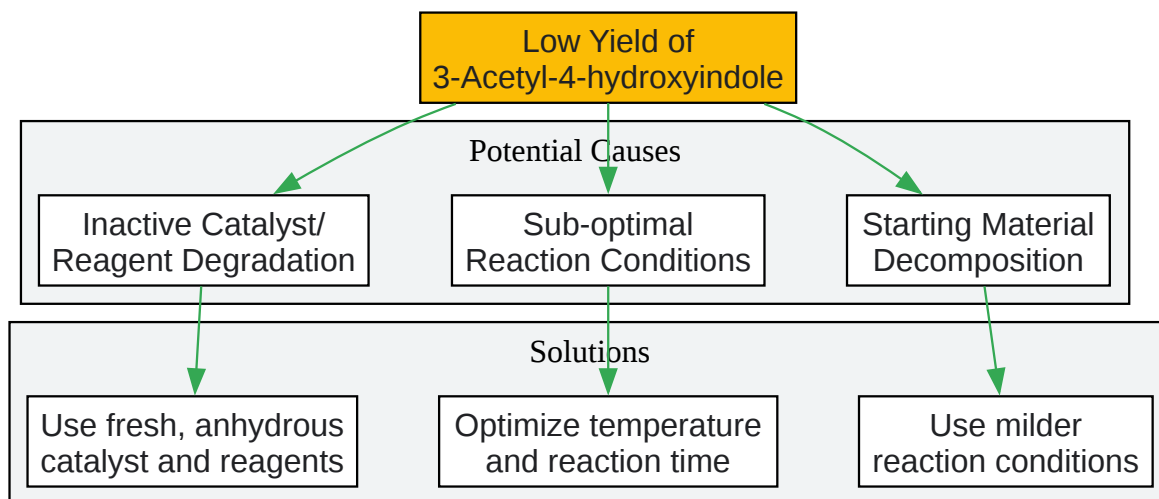 Low Yield of
3-Acetyl-4-hydroxyindole
Potential Causes
Inactive Catalyst/
Reagent Degradation
Sub-optimal
Reaction Conditions
Starting Material
Decomposition
Solutions
Use fresh, anhydrous
catalyst and reagents
Optimize temperature
and reaction time
Use milder
reaction conditions